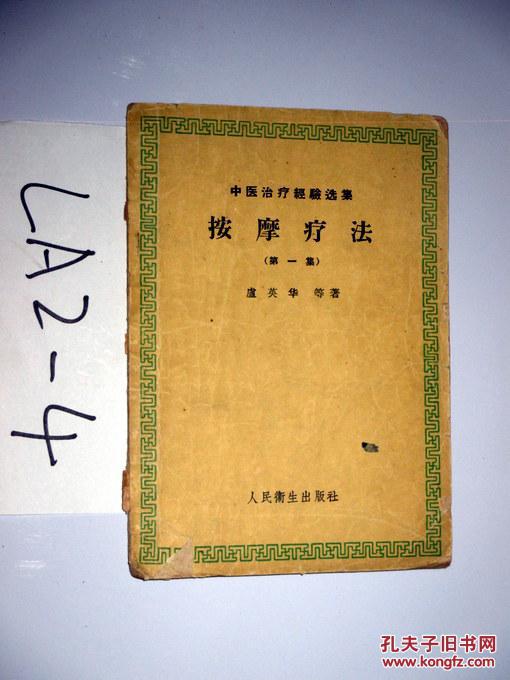 LA2-4
中医治疗經驗选集
按摩疗法
(第一集)
盧英华 等著
人民衛生出版社
孔夫子旧书网
www.kongfz.com